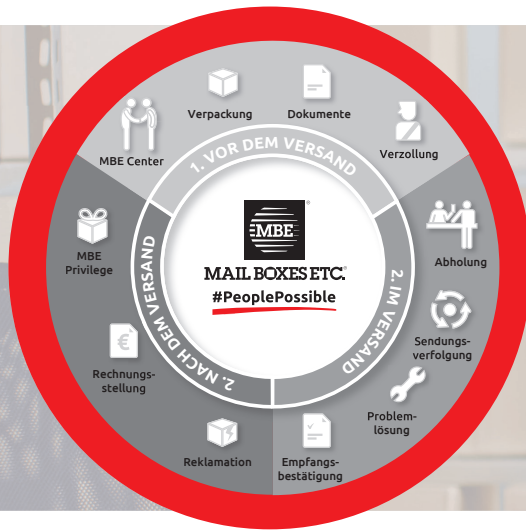 1. VOR DEM VERSAND
MBE Center
Verpackung
Dokumente
Verzollung
2. IM VERSAND
Abholung
Sendungs-
verfolgung
Problem-
lösung
Empfangs-
bestätigung
2. NACH DEM VERSAND
Reklamation
Rechnungs-
stellung
€
MBE
Privilege
MBE
®
MAIL BOXES ETC.®
#PeoplePossible